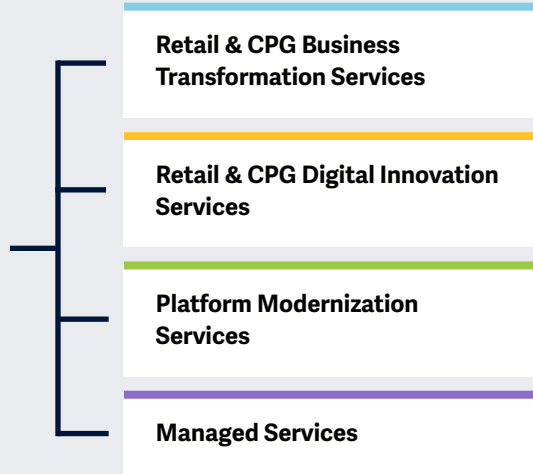 Retail & CPG Business
Transformation Services
Retail & CPG Digital Innovation
Services
Platform Modernization
Services
Managed Services